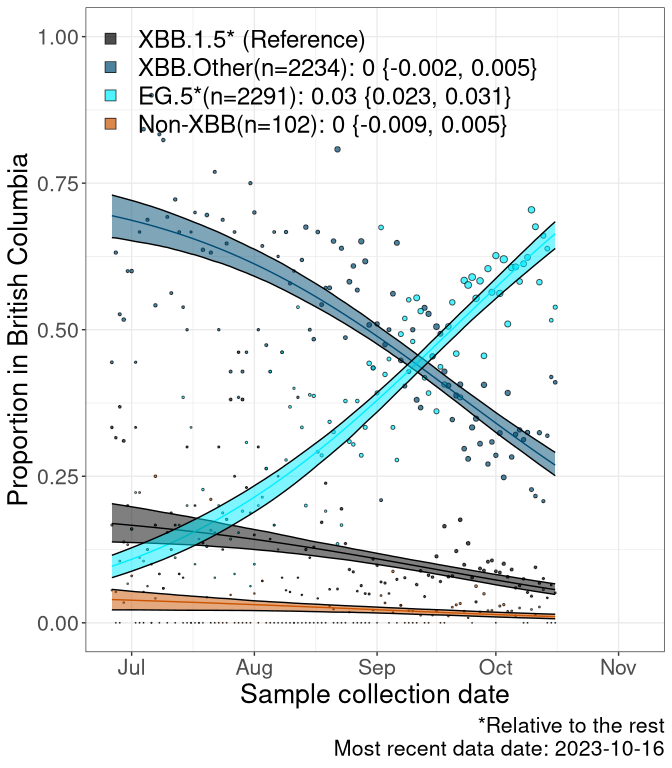 1.00
0.75
0.50
0.25
0.00
Proportion in British Columbia
XBB.1.5* (Reference)
XBB.Other(n=2234): 0 {-0.002, 0.005}
EG.5*(n=2291): 0.03 {0.023, 0.031}
Non-XBB(n=102): 0 {-0.009, 0.005}
Jul Aug Sep Oct Nov
Sample collection date
*Relative to the rest
Most recent data date: 2023-10-16